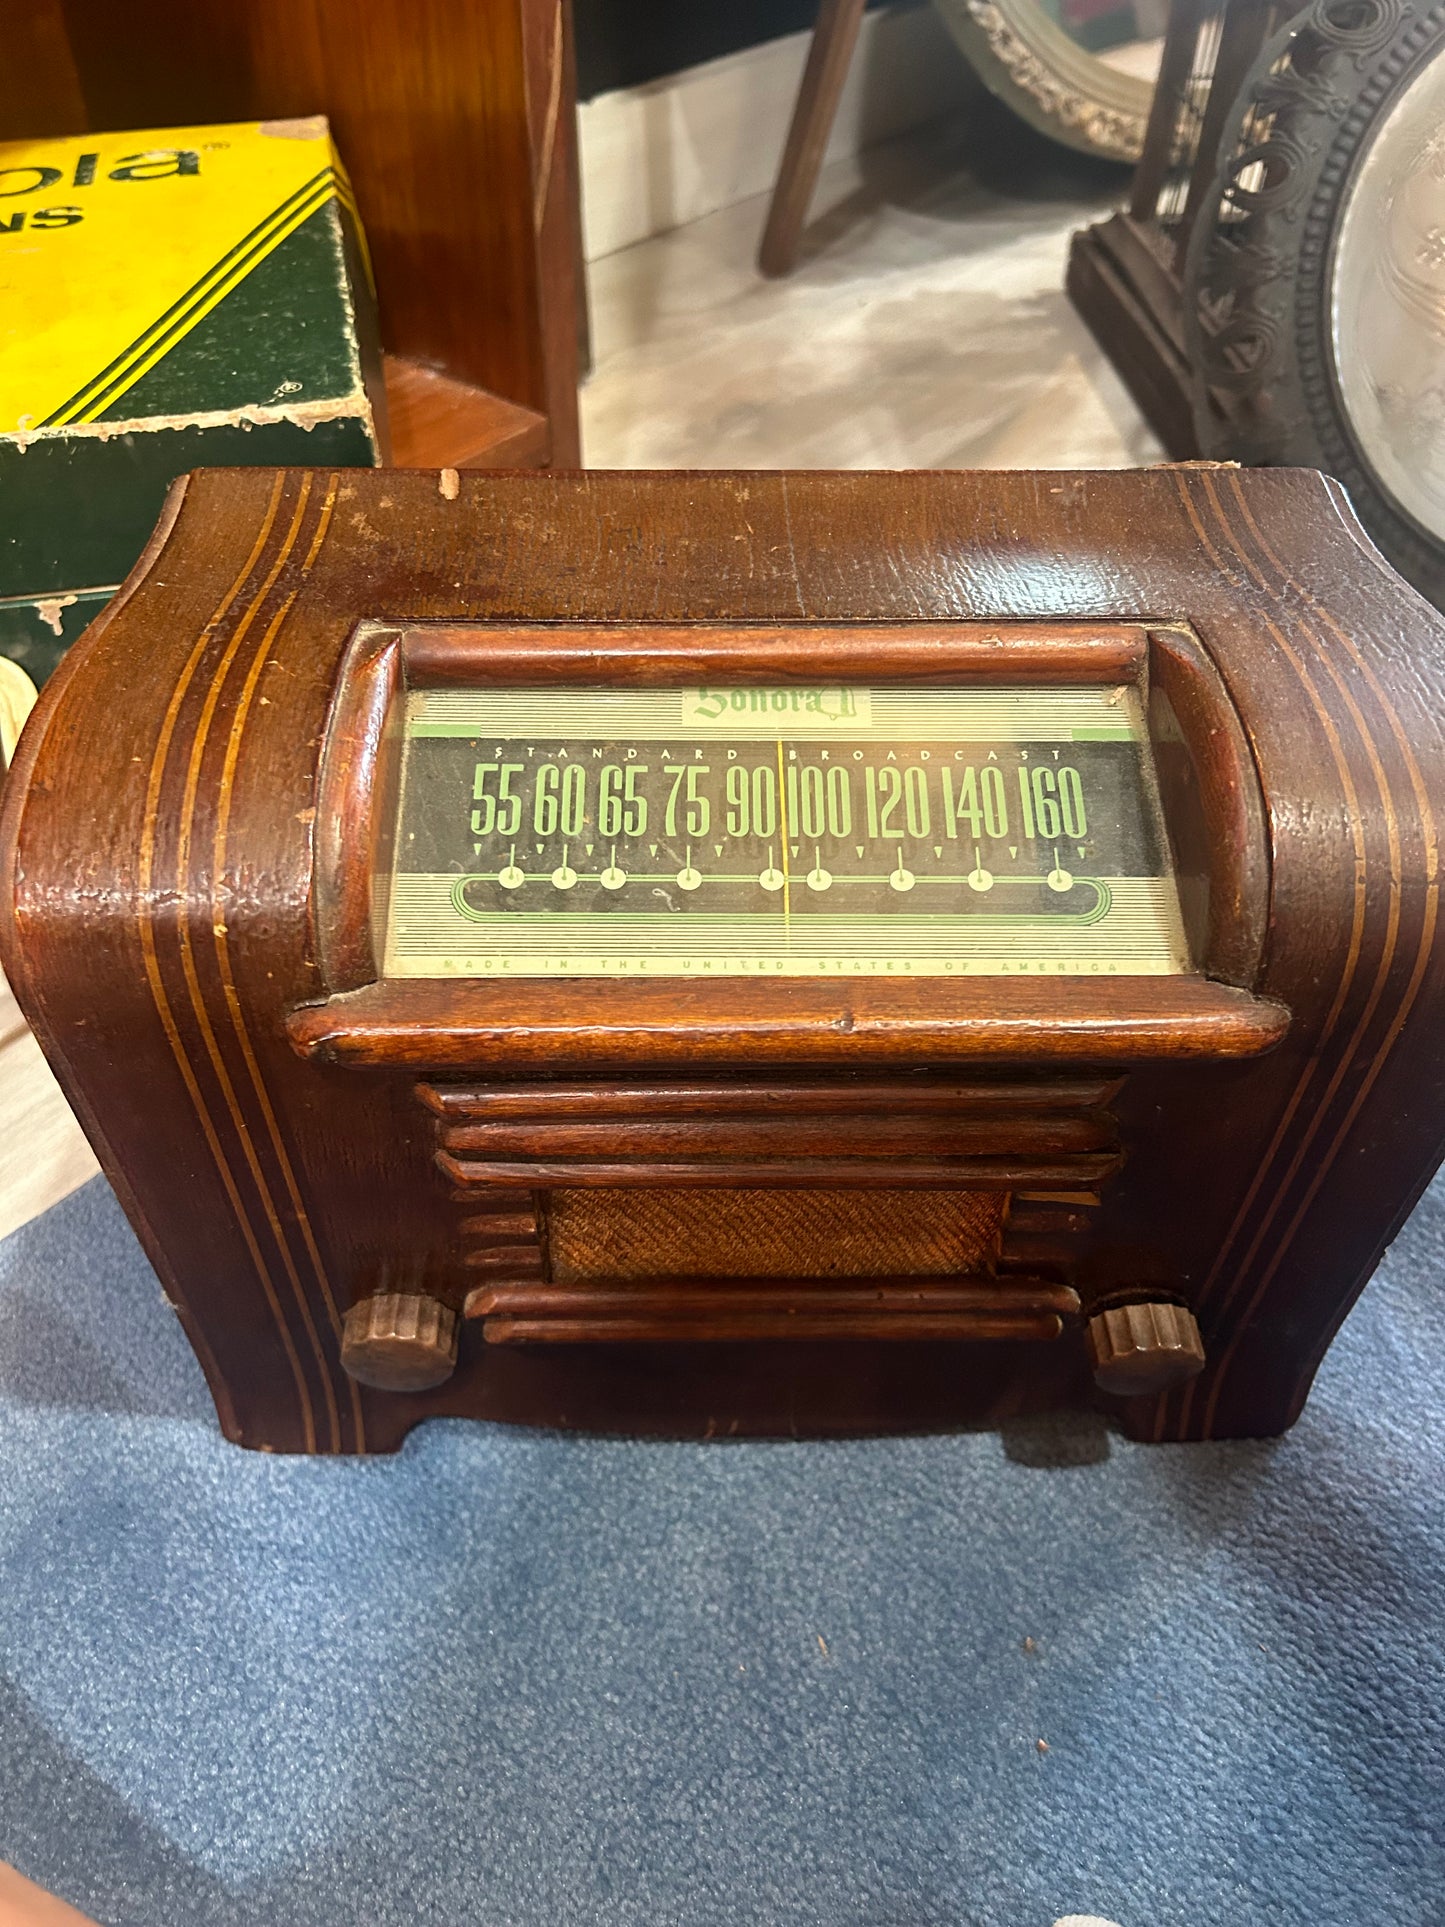 ola®
NS
®
Sonora
STANDARD BROADCAST
55 60 65 75 90 100 120 140 160
MADE IN THE UNITED STATES OF AMERICA